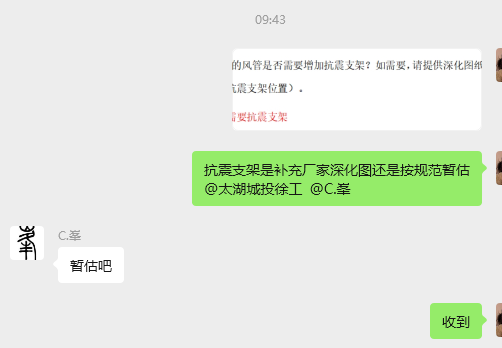 09:43
的风管是否需要增加抗震支架？如需要，请提供深化图纸
抗震支架位置）。
需要抗震支架
抗震支架是补充厂家深化图还是按规范暂估
@太湖城投徐工 @C.峯
峯
C.峯
暂估吧
收到